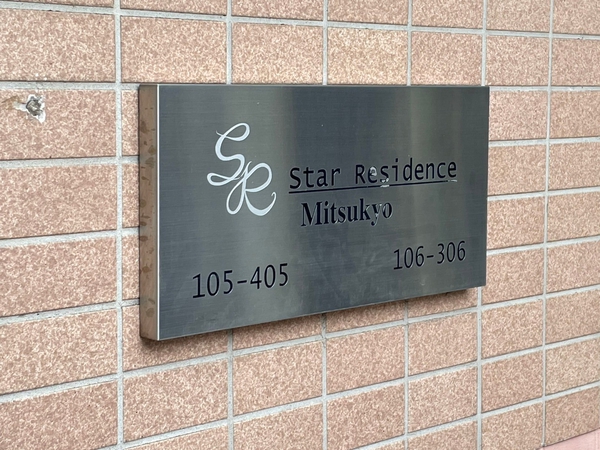 SR
Star Residence
Mitsukyo
105-405 106-306